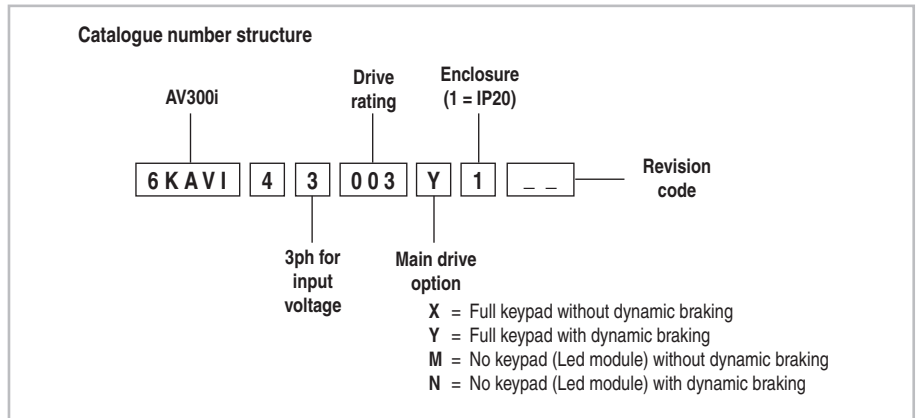 Catalogue number structure
AV300i
Drive
rating
Enclosure
(1 = IP20)
6 K A V I 4 3 0 0 3 Y 1 _ _
Revision
code
3ph for
input
voltage
Main drive
option
X = Full keypad without dynamic braking
Y = Full keypad with dynamic braking
M = No keypad (Led module) without dynamic braking
N = No keypad (Led module) with dynamic braking